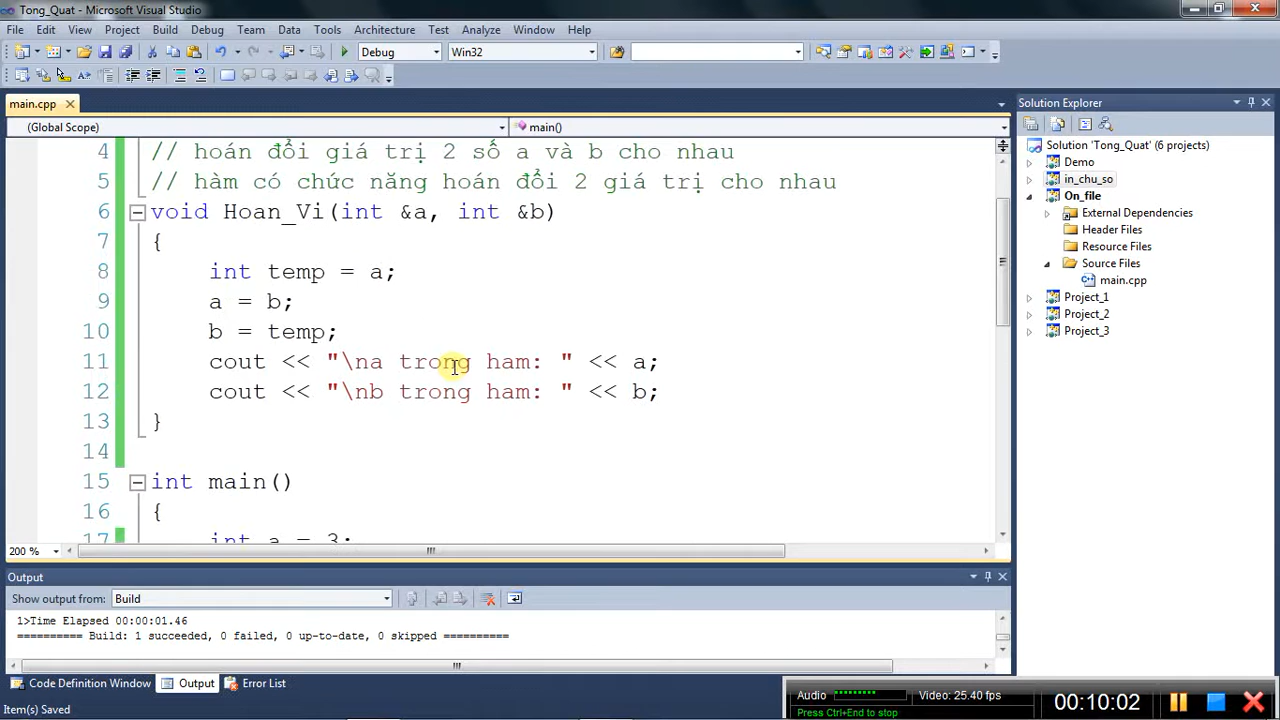 Tong_Quat - Microsoft Visual Studio
File Edit View Project Build Debug Team Data Tools Architecture Test Analyze Window Help
Debug Win32
main.cpp
(Global Scope) main()
4 // hoán đổi giá trị 2 số a và b cho nhau
5 // hàm có chức năng hoán đổi 2 giá trị cho nhau
6 void Hoan_Vi(int &a, int &b)
7 {
8 int temp = a;
9 a = b;
10 b = temp;
11 cout << "\na trong ham: " << a;
12 cout << "\nb trong ham: " << b;
13 }
14
15 int main()
16 {
17 int a = 3;
200 %
Solution Explorer
Solution 'Tong_Quat' (6 projects)
Demo
in_chu_so
On_file
External Dependencies
Header Files
Resource Files
Source Files
main.cpp
Project_1
Project_2
Project_3
Output
Show output from: Build
1>Time Elapsed 00:00:01.46
========== Build: 1 succeeded, 0 failed, 0 up-to-date, 0 skipped ==========
Code Definition Window Output Error List
Item(s) Saved
Audio Video: 25.40 fps
Press Ctrl+End to stop
00:10:02